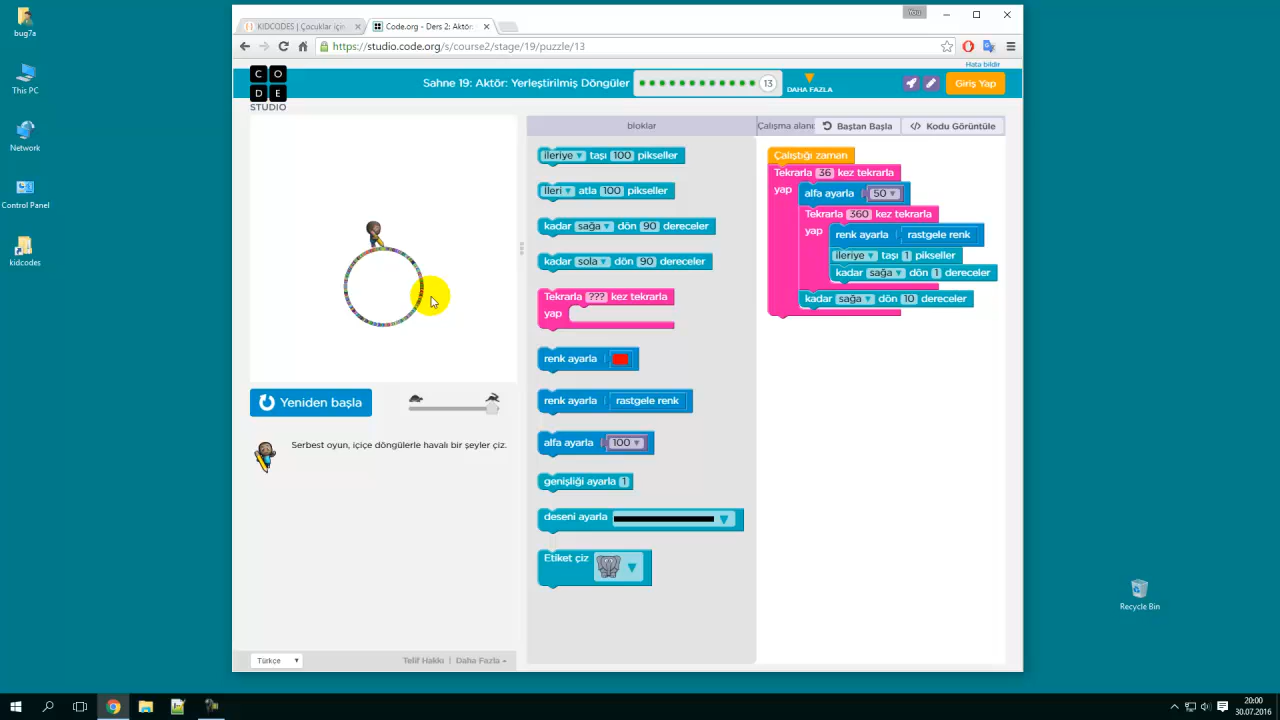 bug7a
This PC
Network
Control Panel
kidcodes
Recycle Bin
You
KIDCODES | Çocuklar için.
Code.org - Ders 2: Aktör:
https://studio.code.org/s/course2/stage/19/puzzle/13
Hata bildir
C O
D E
STUDIO
Sahne 19: Aktör: Yerleştirilmiş Döngüler
13
DAHA FAZLA
Giriş Yap
bloklar
Çalışma alanı:
Baştan Başla
</> Kodu Görüntüle
ileriye taşı 100 pikseller
İleri atla 100 pikseller
kadar sağa dön 90 dereceler
kadar sola dön 90 dereceler
Tekrarla ??? kez tekrarla
yap
renk ayarla
renk ayarla rastgele renk
alfa ayarla 100
genişliği ayarla 1
deseni ayarla
Etiket çiz
Çalıştığı zaman
Tekrarla 36 kez tekrarla
yap
alfa ayarla 50
Tekrarla 360 kez tekrarla
yap
renk ayarla rastgele renk
ileriye taşı 1 pikseller
kadar sağa dön 1 dereceler
kadar sağa dön 10 dereceler
Yeniden başla
Serbest oyun, içiçe döngülerle havalı bir şeyler çiz.
Türkçe
Telif Hakkı | Daha Fazla
20:00
30.07.2016